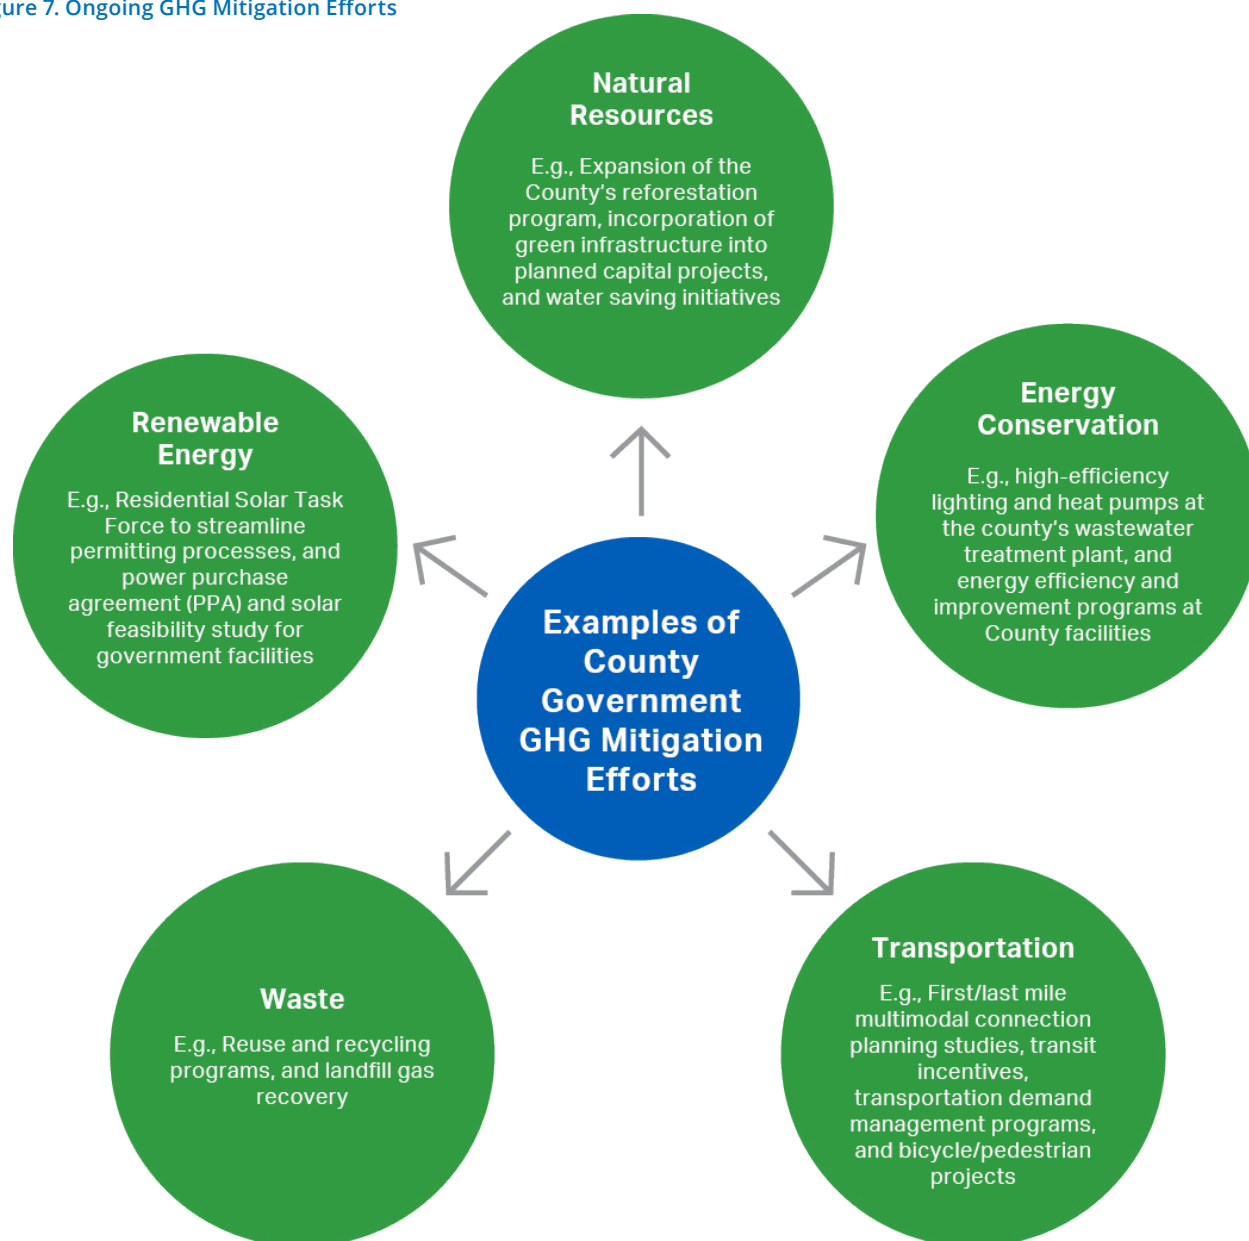 gure 7. Ongoing GHG Mitigation Efforts
Natural
Resources
E.g., Expansion of the
County's reforestation
program, incorporation of
green infrastructure into
planned capital projects,
and water saving initiatives
Renewable
Energy
E.g., Residential Solar Task
Force to streamline
permitting processes, and
power purchase
agreement (PPA) and solar
feasibility study for
government facilities
Energy
Conservation
E.g., high-efficiency
lighting and heat pumps at
the county's wastewater
treatment plant, and
energy efficiency and
improvement programs at
County facilities
Examples of
County
Government
GHG Mitigation
Efforts
Waste
E.g., Reuse and recycling
programs, and landfill gas
recovery
Transportation
E.g., First/last mile
multimodal connection
planning studies, transit
incentives,
transportation demand
management programs,
and bicycle/pedestrian
projects